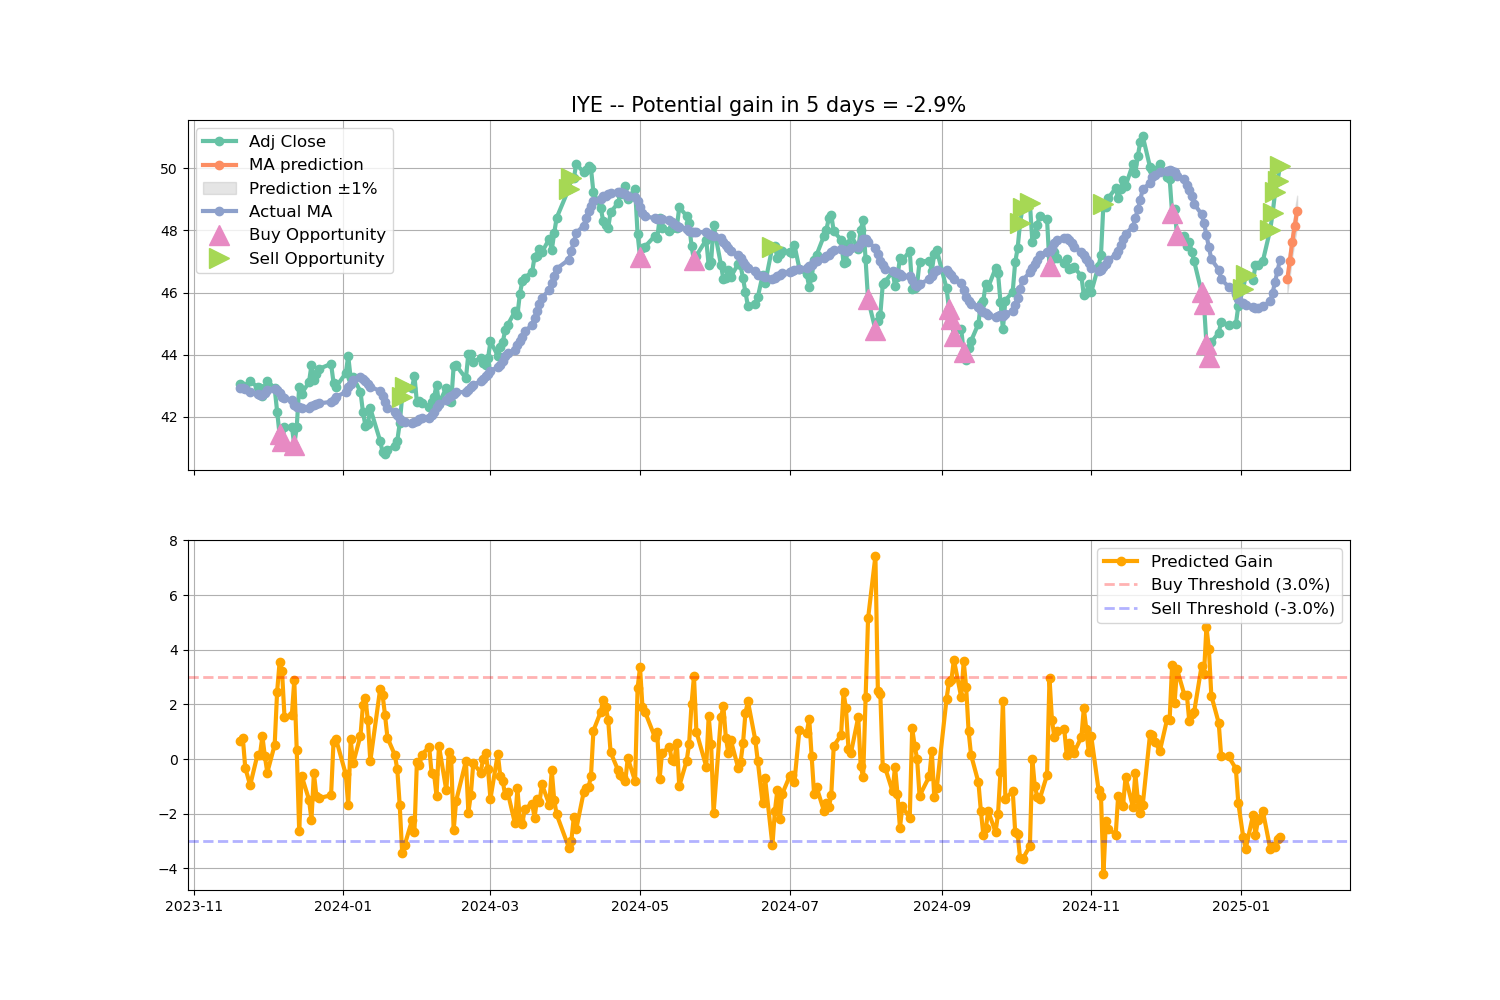 IYE -- Potential gain in 5 days = -2.9%
Adj Close
MA prediction
Prediction ±1%
Actual MA
Buy Opportunity
Sell Opportunity
50
48
46
44
42
8
6
4
2
0
−2
−4
Predicted Gain
Buy Threshold (3.0%)
Sell Threshold (-3.0%)
2023-11 2024-01 2024-03 2024-05 2024-07 2024-09 2024-11 2025-01